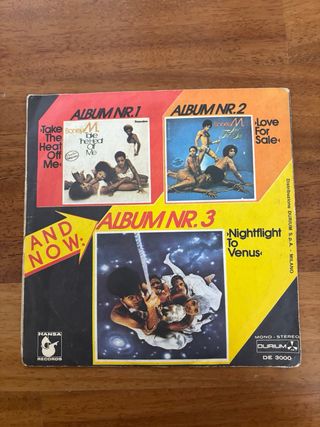 ALBUM NR.1
›Take
The
Heat
Off
Me‹
Boney M.
Take
The Heat
Off
Me
ALBUM NR.2
Boney M.
›Love
For
Sale‹
Distribuzione DURIUM S.p.A. - MILANO
AND
NOW:
ALBUM NR. 3
›Nightflight
To
Venus‹
HANSA
RECORDS
MONO - STEREO
DURIUM
DE 3000